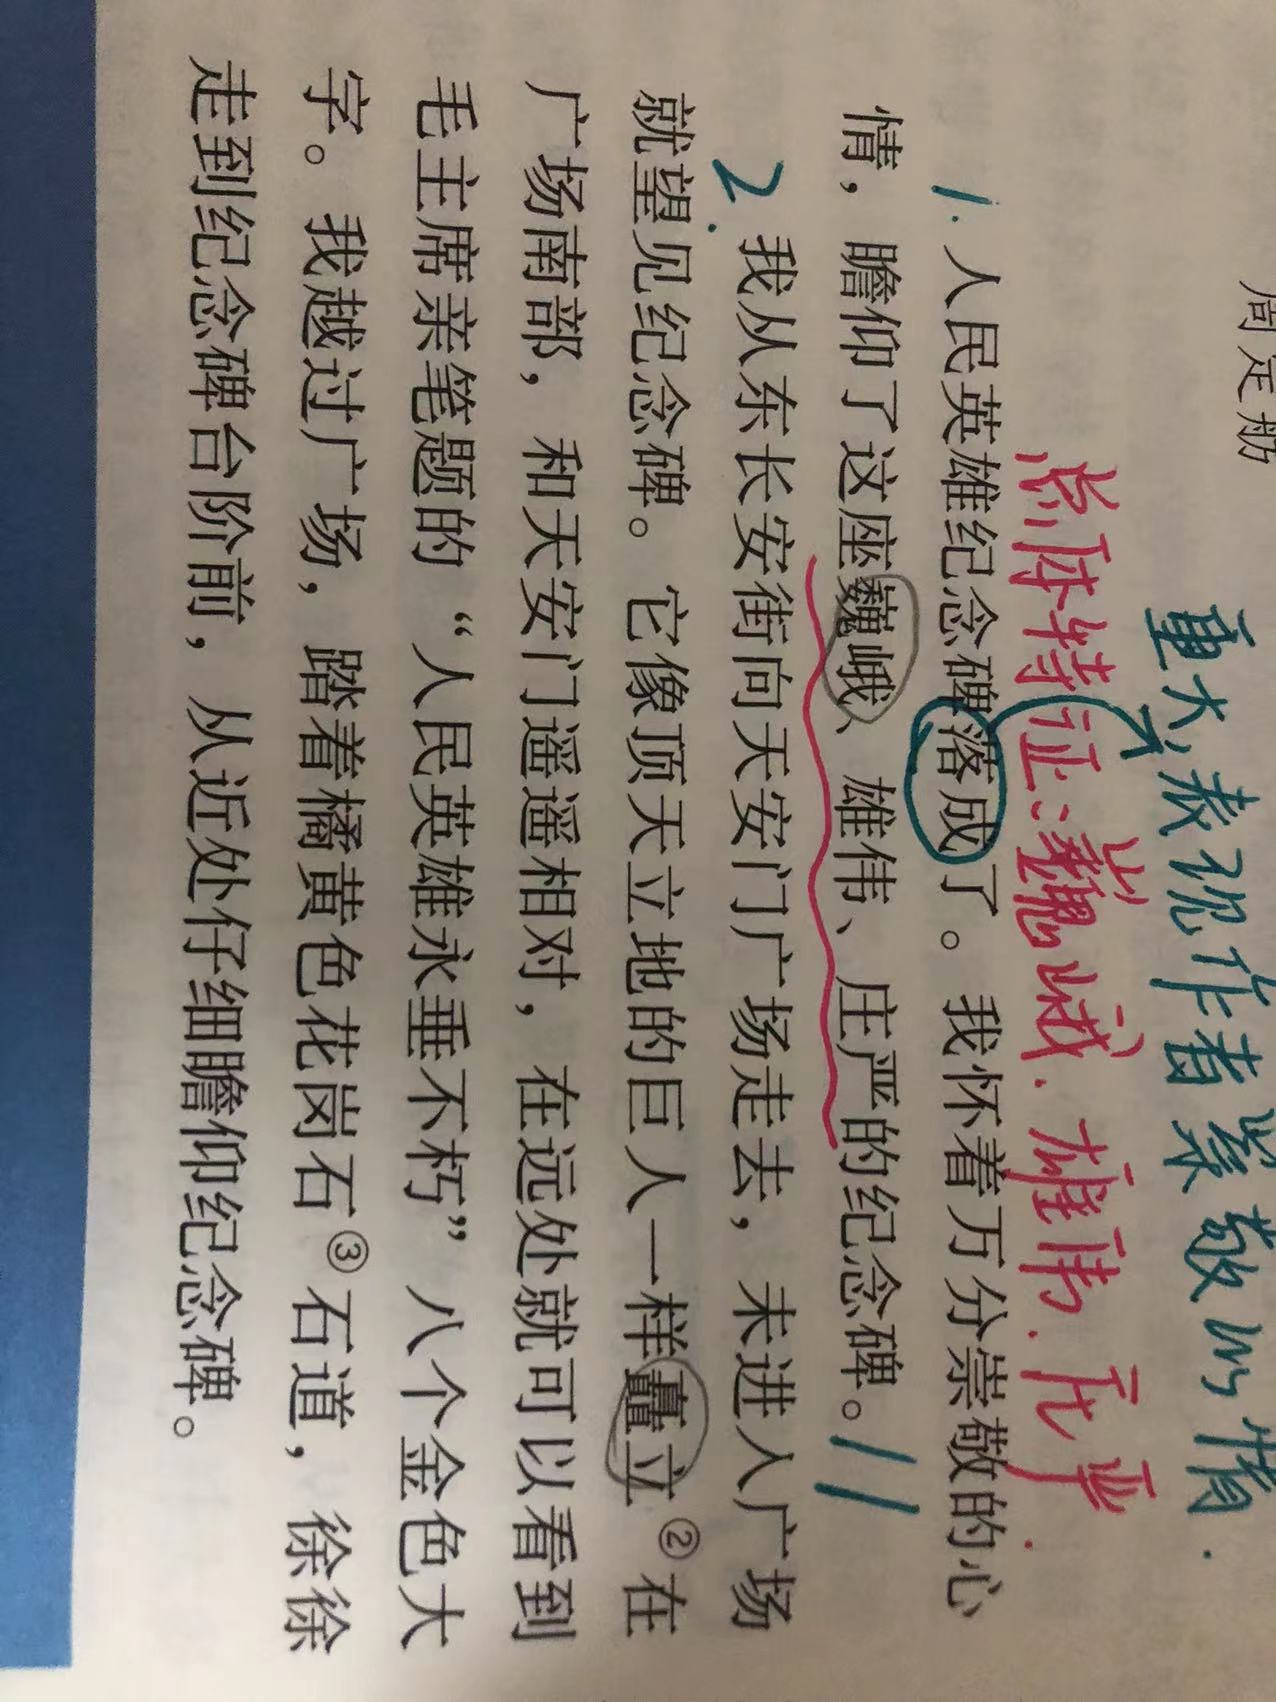 周定舫
重大,表现作者崇敬的情.
总体特征:巍峨.雄伟.庄严.
1.人民英雄纪念碑落成了。我怀着万分崇敬的心
情，瞻仰了这座巍峨、雄伟、庄严的纪念碑。//
2.我从东长安街向天安门广场走去，未进入广场
就望见纪念碑。它像顶天立地的巨人一样矗立②在
广场南部，和天安门遥遥相对，在远处就可以看到
毛主席亲笔题的“人民英雄永垂不朽”八个金色大
字。我越过广场，踏着橘黄色花岗石③石道，徐徐
走到纪念碑台阶前，从近处仔细瞻仰纪念碑。